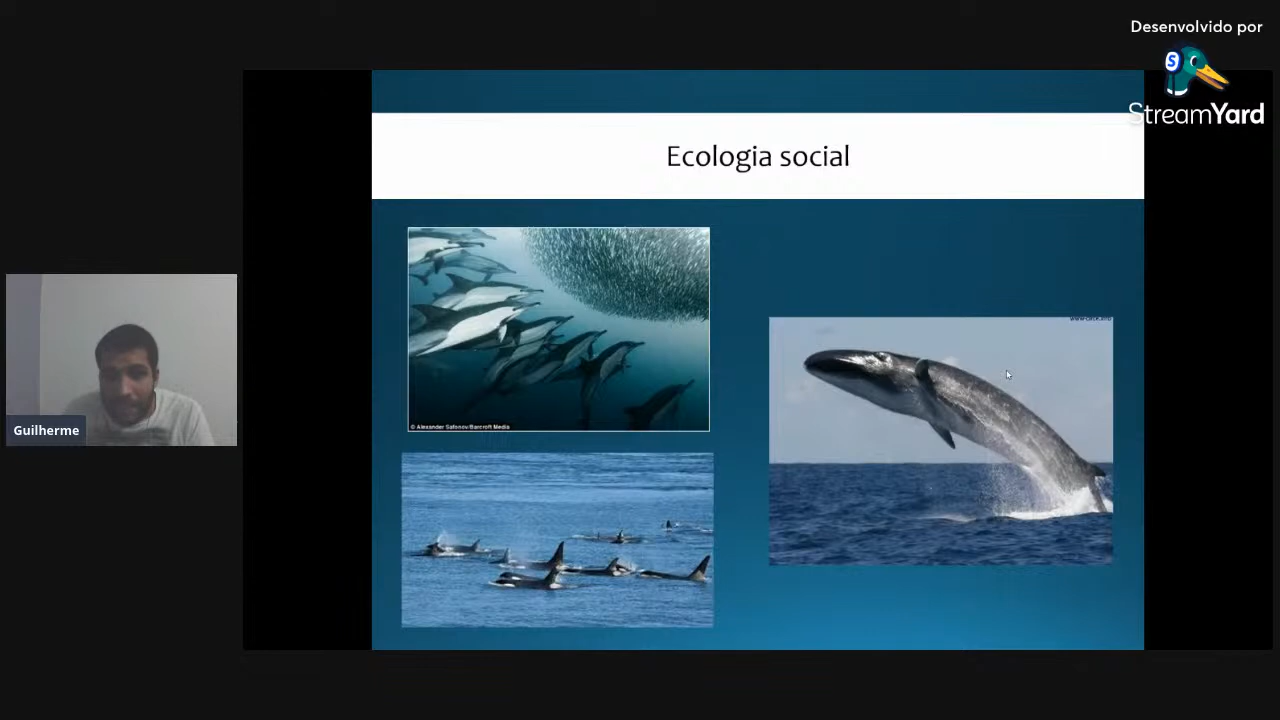 Desenvolvido por
StreamYard
Ecologia social
© Alexander Safonov/Barcroft Media
Guilherme